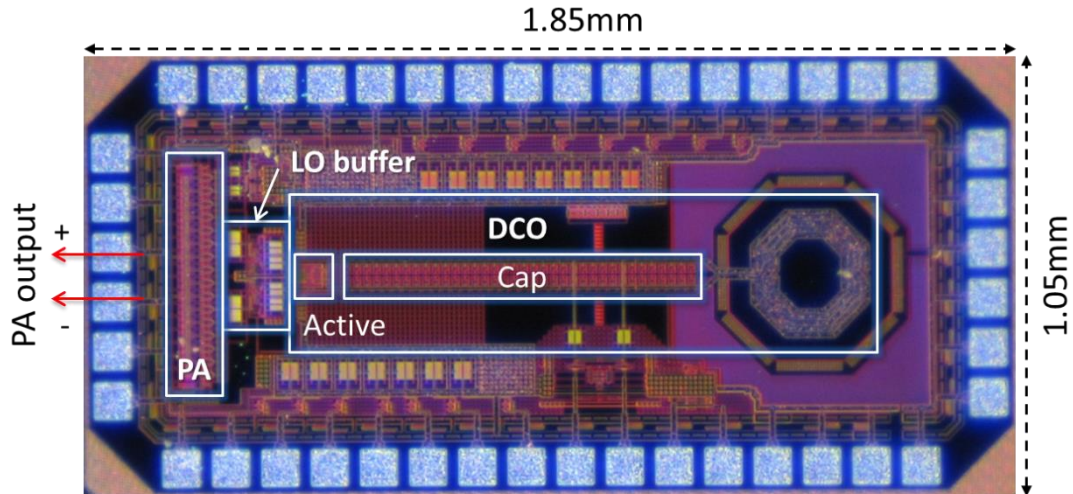 1.85mm
LO buffer
PA output
+
-
DCO
Cap
Active
PA
1.05mm